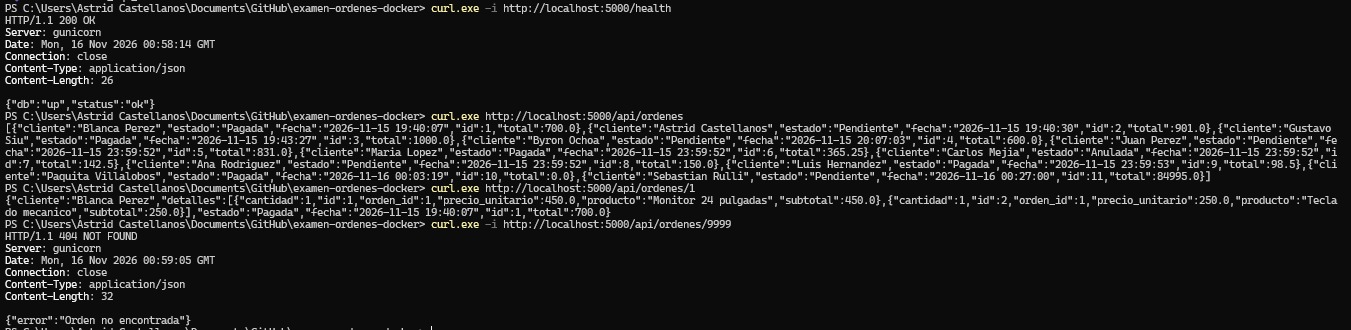 PS C:\Users\Astrid Castellanos\Documents\GitHub\examen-ordenes-docker> curl.exe -i http://localhost:5000/health
HTTP/1.1 200 OK
Server: gunicorn
Date: Mon, 16 Nov 2026 00:58:14 GMT
Connection: close
Content-Type: application/json
Content-Length: 26
{"db":"up","status":"ok"}
PS C:\Users\Astrid Castellanos\Documents\GitHub\examen-ordenes-docker> curl.exe http://localhost:5000/api/ordenes
[{"cliente":"Blanca Perez","estado":"Pagada","fecha":"2026-11-15 19:40:07","id":1,"total":700.0},{"cliente":"Astrid Castellanos","estado":"Pendiente","fecha":"2026-11-15 19:40:30","id":2,"total":901.0},{"cliente":"Gustavo
Siu","estado":"Pagada","fecha":"2026-11-15 19:43:27","id":3,"total":1000.0},{"cliente":"Byron Ochoa","estado":"Pendiente","fecha":"2026-11-15 20:07:03","id":4,"total":600.0},{"cliente":"Juan Perez","estado":"Pendiente","fe
cha":"2026-11-15 23:59:52","id":5,"total":831.0},{"cliente":"Maria Lopez","estado":"Pagada","fecha":"2026-11-15 23:59:52","id":6,"total":365.25},{"cliente":"Carlos Mejia","estado":"Anulada","fecha":"2026-11-15 23:59:52","i
d":7,"total":142.5},{"cliente":"Ana Rodriguez","estado":"Pendiente","fecha":"2026-11-15 23:59:52","id":8,"total":150.0},{"cliente":"Luis Hernandez","estado":"Pagada","fecha":"2026-11-15 23:59:53","id":9,"total":98.5},{"cli
ente":"Paquita Villalobos","estado":"Pagada","fecha":"2026-11-16 00:03:19","id":10,"total":0.0},{"cliente":"Sebastian Rulli","estado":"Pendiente","fecha":"2026-11-16 00:27:00","id":11,"total":84995.0}]
PS C:\Users\Astrid Castellanos\Documents\GitHub\examen-ordenes-docker> curl.exe http://localhost:5000/api/ordenes/1
{"cliente":"Blanca Perez","detalles":[{"cantidad":1,"id":1,"orden_id":1,"precio_unitario":450.0,"producto":"Monitor 24 pulgadas","subtotal":450.0},{"cantidad":1,"id":2,"orden_id":1,"precio_unitario":250.0,"producto":"Tecla
do mecanico","subtotal":250.0}],"estado":"Pagada","fecha":"2026-11-15 19:40:07","id":1,"total":700.0}
PS C:\Users\Astrid Castellanos\Documents\GitHub\examen-ordenes-docker> curl.exe -i http://localhost:5000/api/ordenes/9999
HTTP/1.1 404 NOT FOUND
Server: gunicorn
Date: Mon, 16 Nov 2026 00:59:05 GMT
Connection: close
Content-Type: application/json
Content-Length: 32
{"error":"Orden no encontrada"}
PS C:\Users\Astrid Castellanos\Documents\GitHub\examen-ordenes-docker>